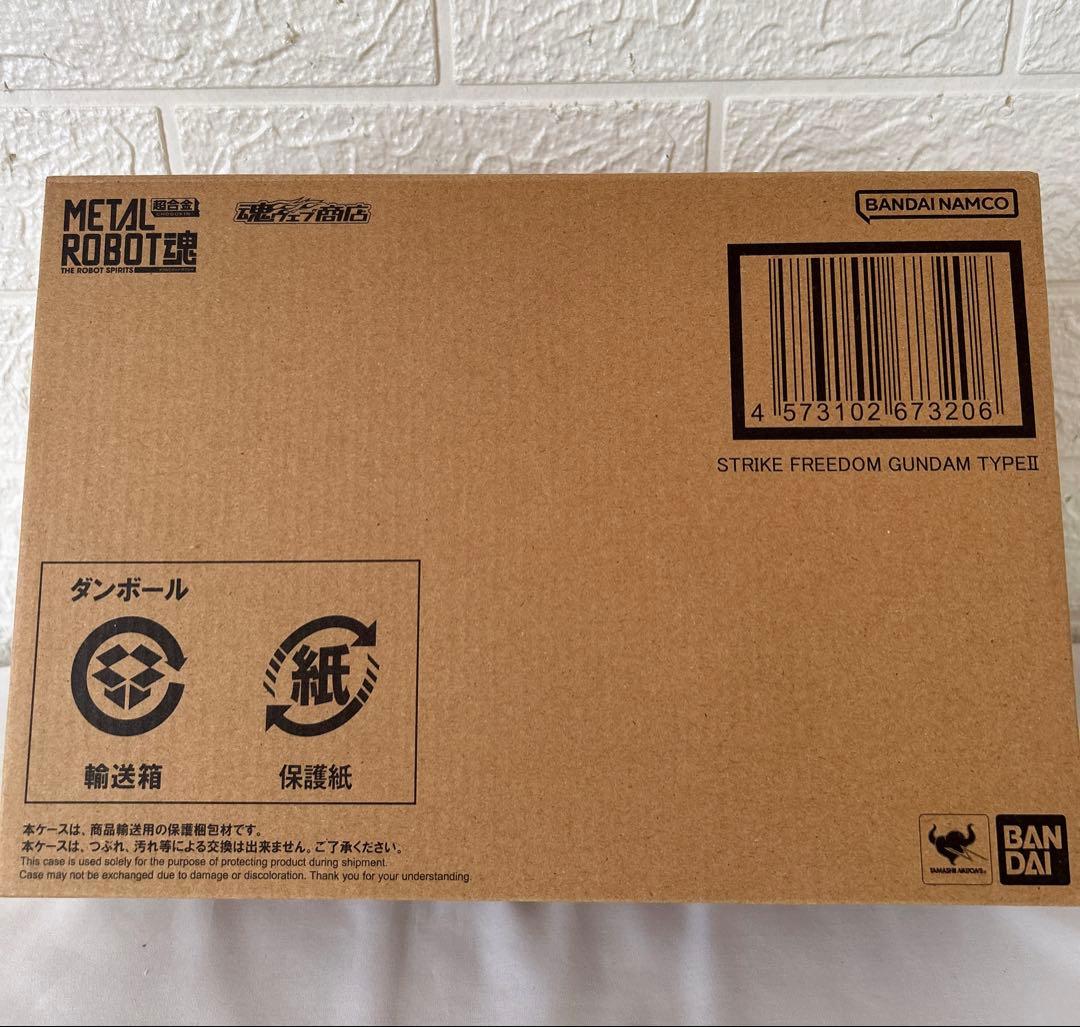 METAL
超合金
CHOGOKIN
ROBOT魂
THE ROBOT SPIRITS
魂ウェブ商店
BANDAI NAMCO
4 573102 673206
STRIKE FREEDOM GUNDAM TYPEⅡ
ダンボール
紙
輸送箱
保護紙
本ケースは、商品輸送用の保護梱包材です。
本ケースは、つぶれ、汚れ等による交換は出来ません。ご了承ください。
This case is used solely for the purpose of protecting product during shipment.
Case may not be exchanged due to damage or discoloration. Thank you for your understanding.
TAMASHII NATIONS
BAN
DAI